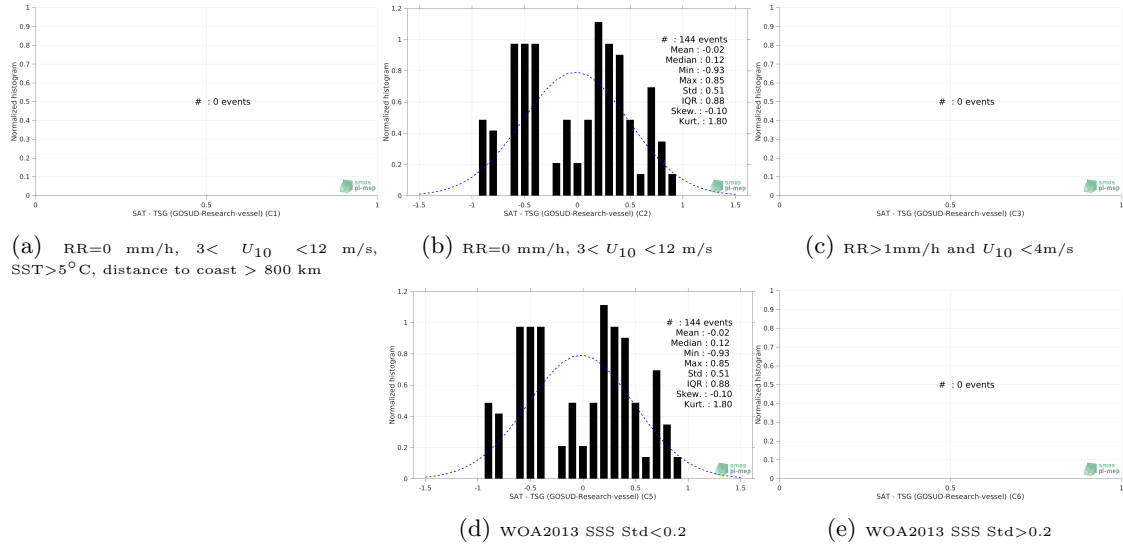 1
0.9
0.8
0.7
0.6
0.5
0.4
0.3
0.2
0.1
0
Normalized histogram
# : 0 events
0 0.5 1
SAT - TSG (GOSUD-Research-vessel) (C1)
smos
pi-mep
(a) RR=0 mm/h, 3< U10 <12 m/s,
SST>5°C, distance to coast > 800 km
1.2
1
0.8
0.6
0.4
0.2
0
Normalized histogram
# : 144 events
Mean : -0.02
Median : 0.12
Min : -0.93
Max : 0.85
Std : 0.51
IQR : 0.88
Skew. : -0.10
Kurt. : 1.80
-1.5 -1 -0.5 0 0.5 1 1.5
SAT - TSG (GOSUD-Research-vessel) (C2)
smos
pi-mep
(b) RR=0 mm/h, 3< U10 <12 m/s
1
0.9
0.8
0.7
0.6
0.5
0.4
0.3
0.2
0.1
0
Normalized histogram
# : 0 events
0 0.5 1
SAT - TSG (GOSUD-Research-vessel) (C3)
smos
pi-mep
(c) RR>1mm/h and U10 <4m/s
1.2
1
0.8
0.6
0.4
0.2
0
Normalized histogram
# : 144 events
Mean : -0.02
Median : 0.12
Min : -0.93
Max : 0.85
Std : 0.51
IQR : 0.88
Skew. : -0.10
Kurt. : 1.80
-1.5 -1 -0.5 0 0.5 1 1.5
SAT - TSG (GOSUD-Research-vessel) (C5)
smos
pi-mep
(d) WOA2013 SSS Std<0.2
1
0.9
0.8
0.7
0.6
0.5
0.4
0.3
0.2
0.1
0
Normalized histogram
# : 0 events
0 0.5 1
SAT - TSG (GOSUD-Research-vessel) (C6)
smos
pi-mep
(e) WOA2013 SSS Std>0.2